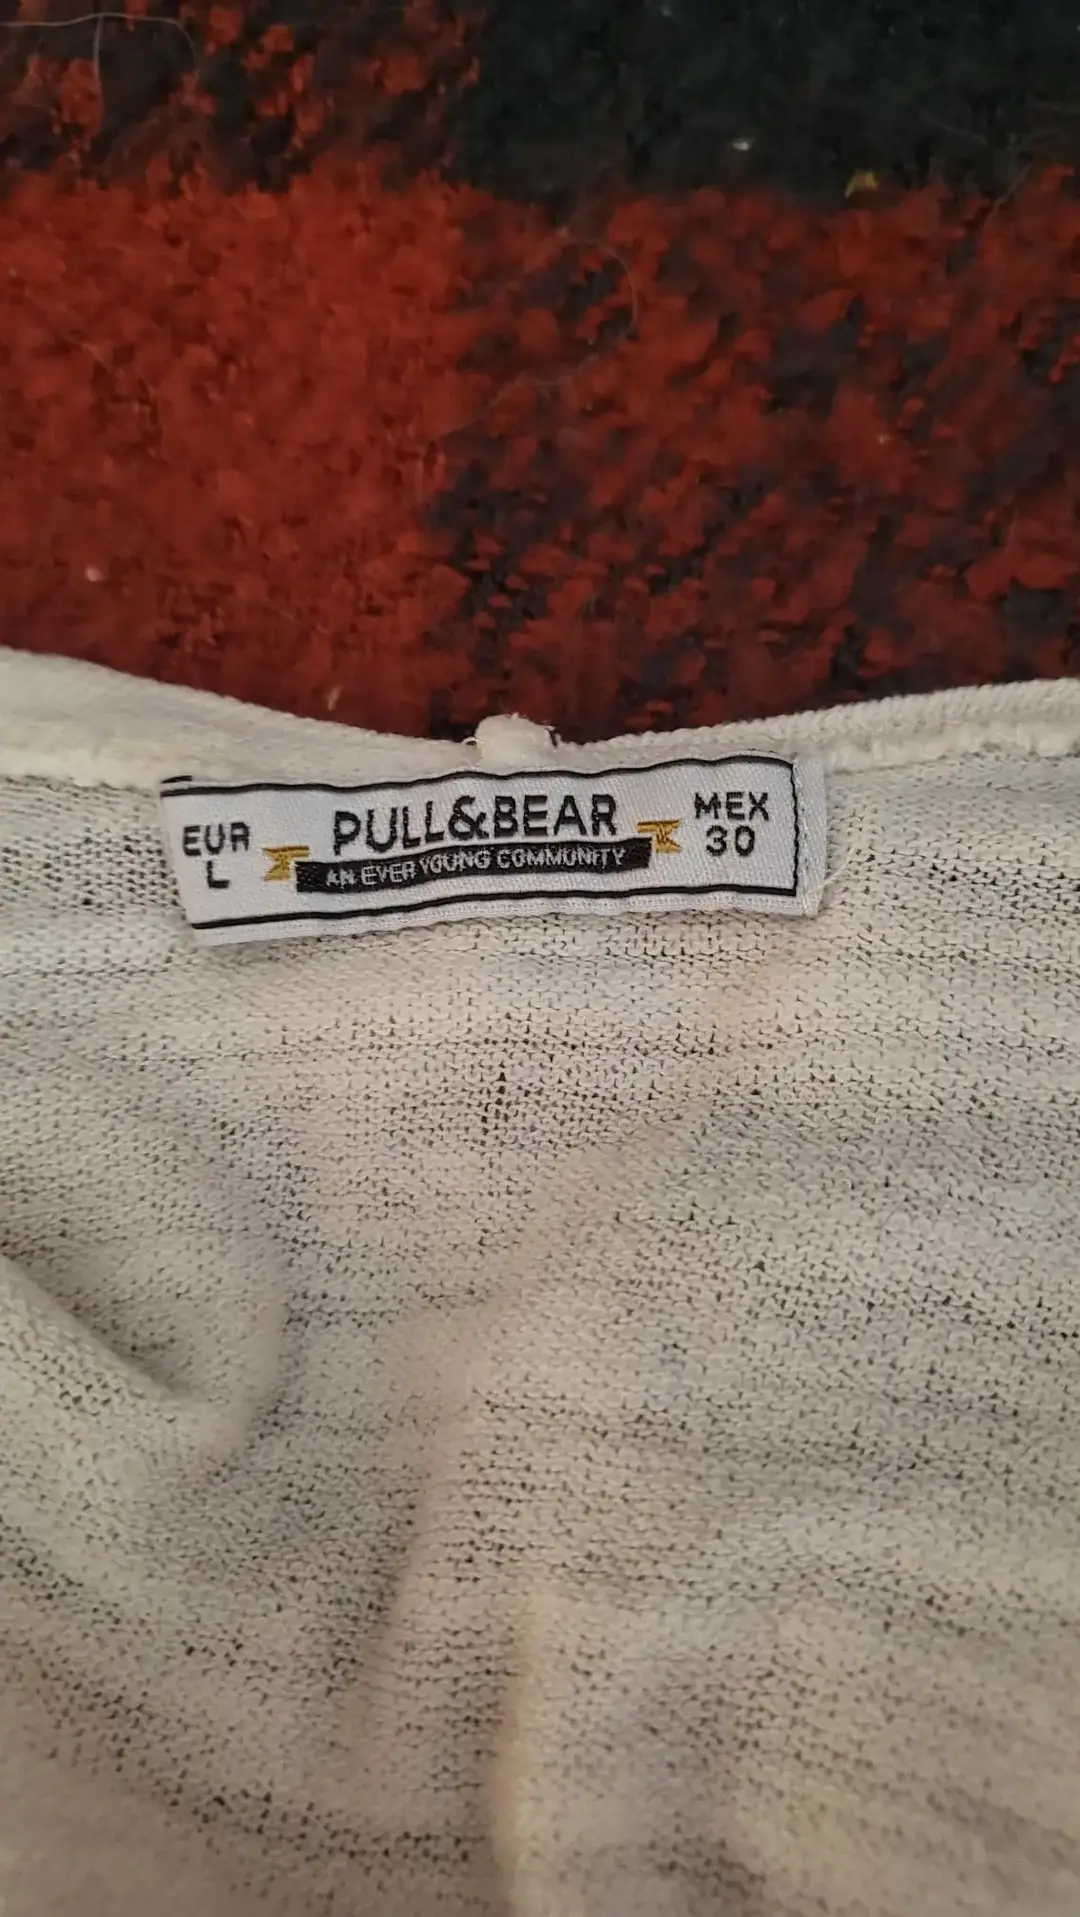 EUR
L
PULL&BEAR
AN EVER YOUNG COMMUNITY
MEX
30